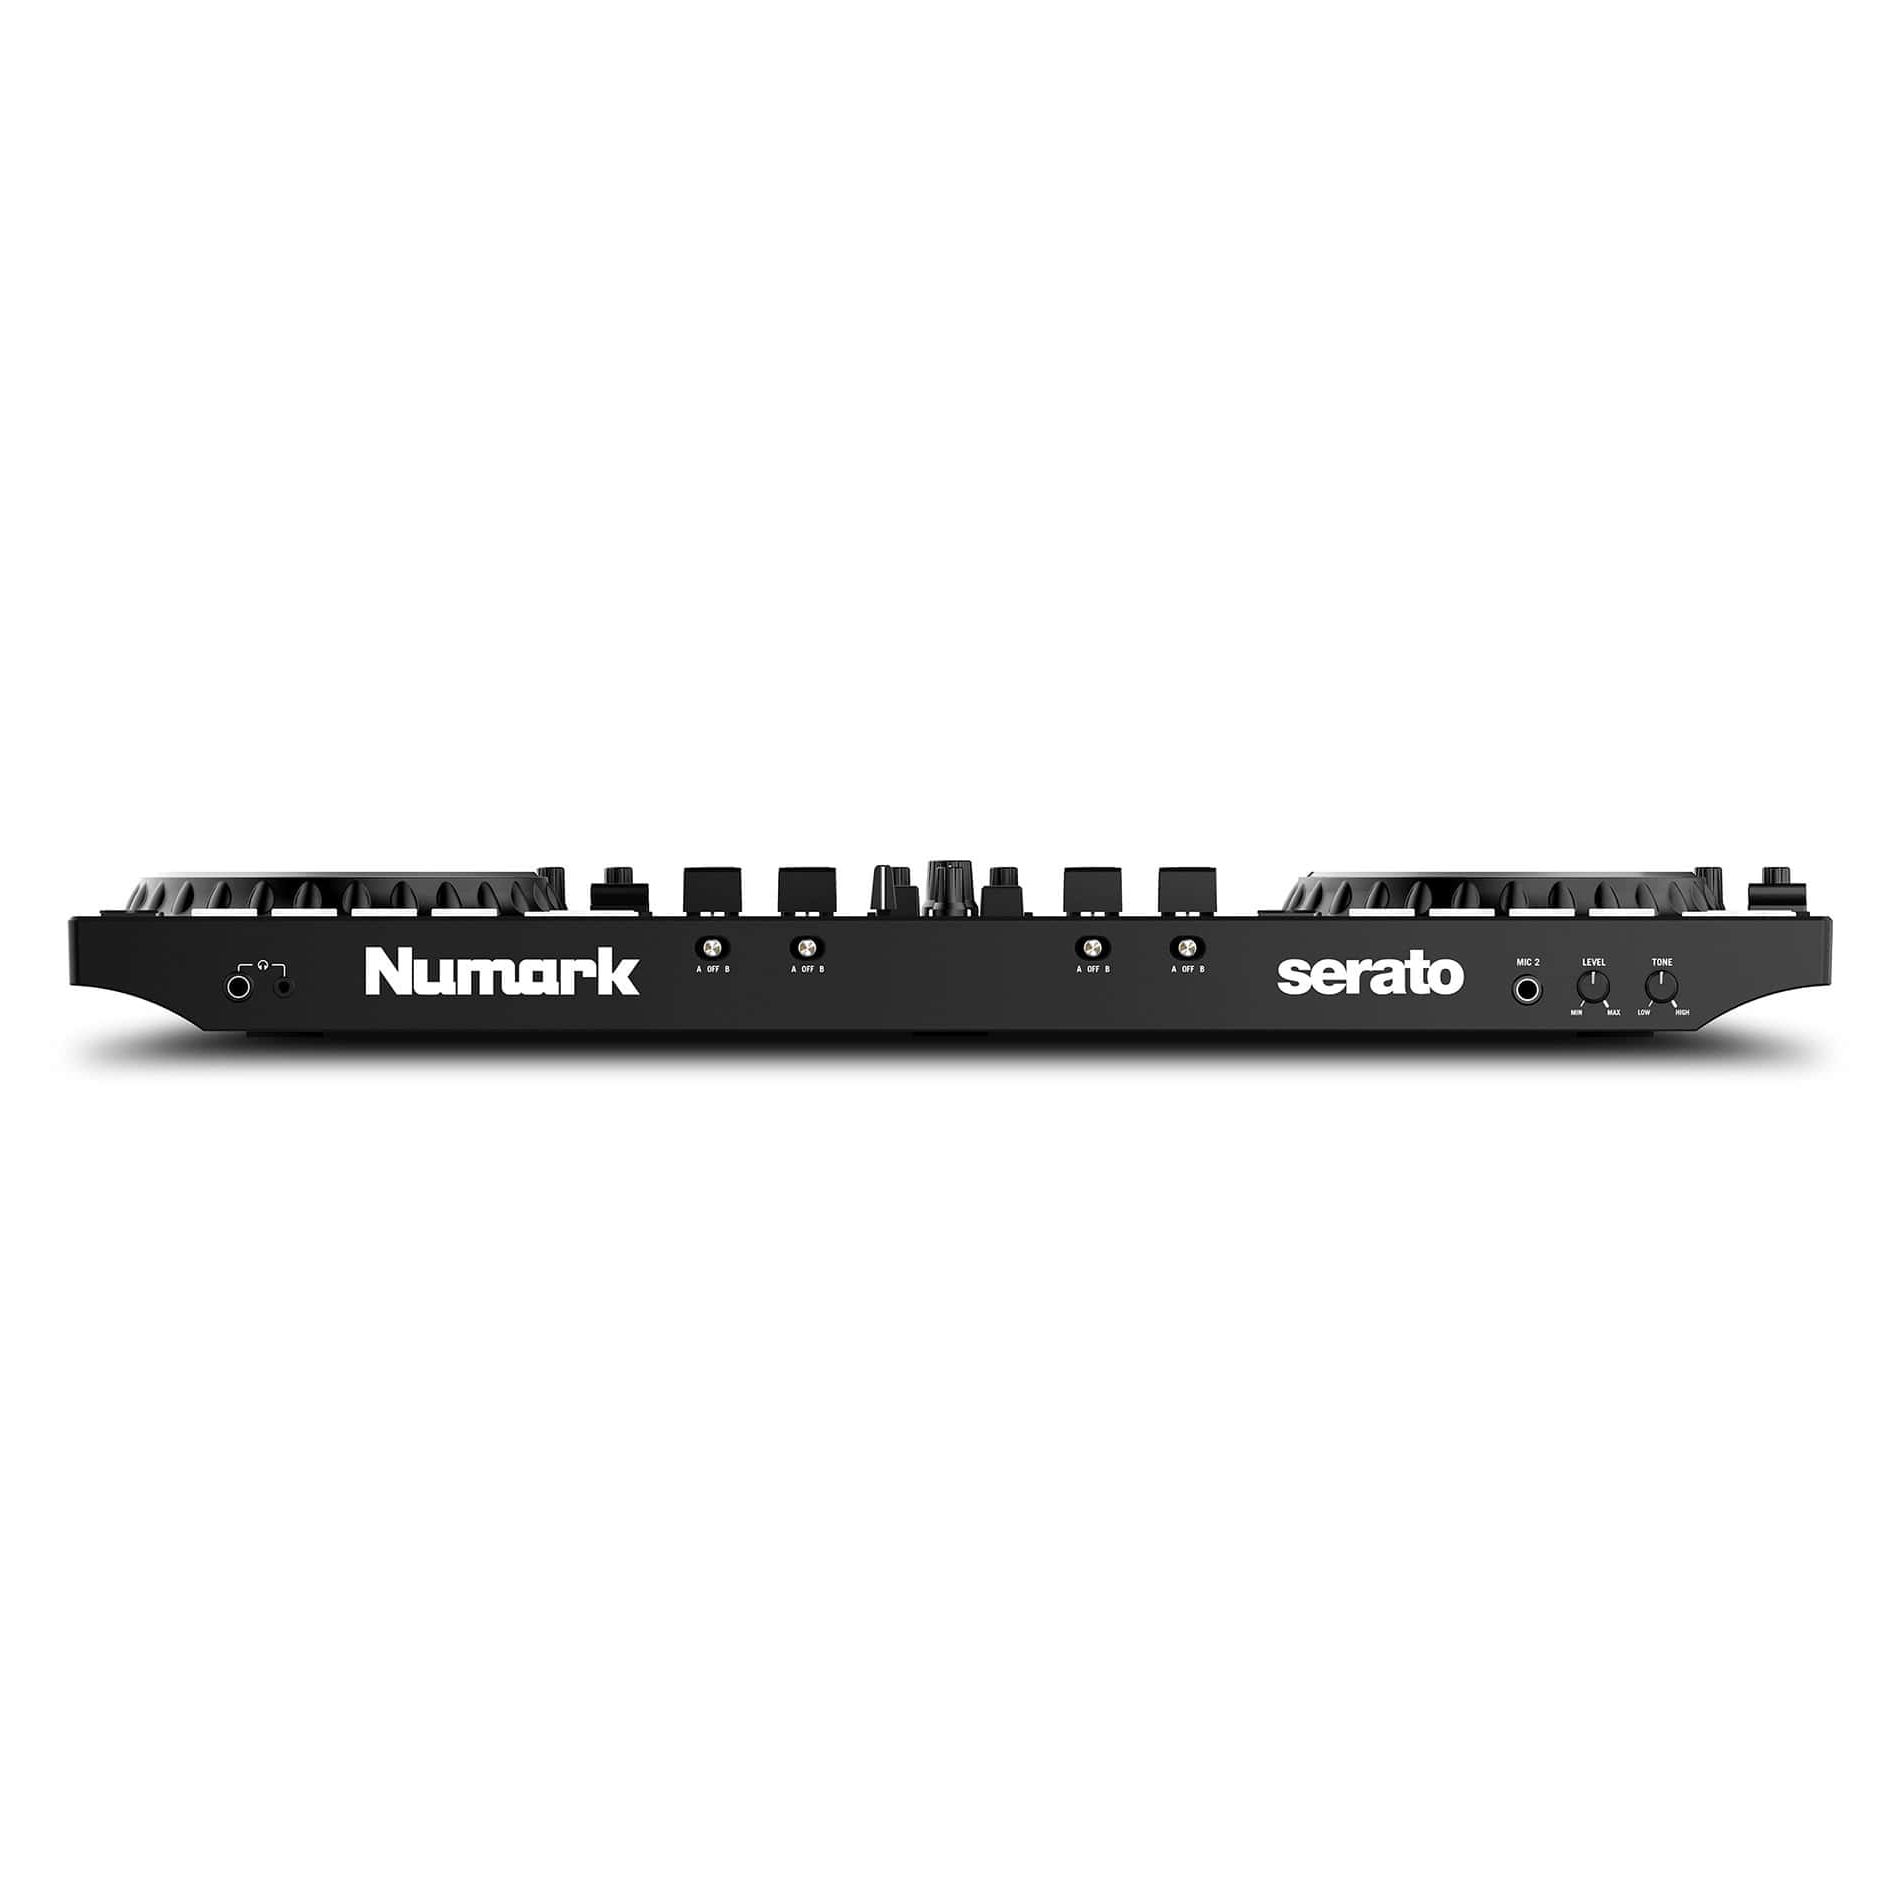 Numark
A OFF B
A OFF B
A OFF B
A OFF B
serato
MIC 2
LEVEL
MIN MAX
TONE
LOW HIGH